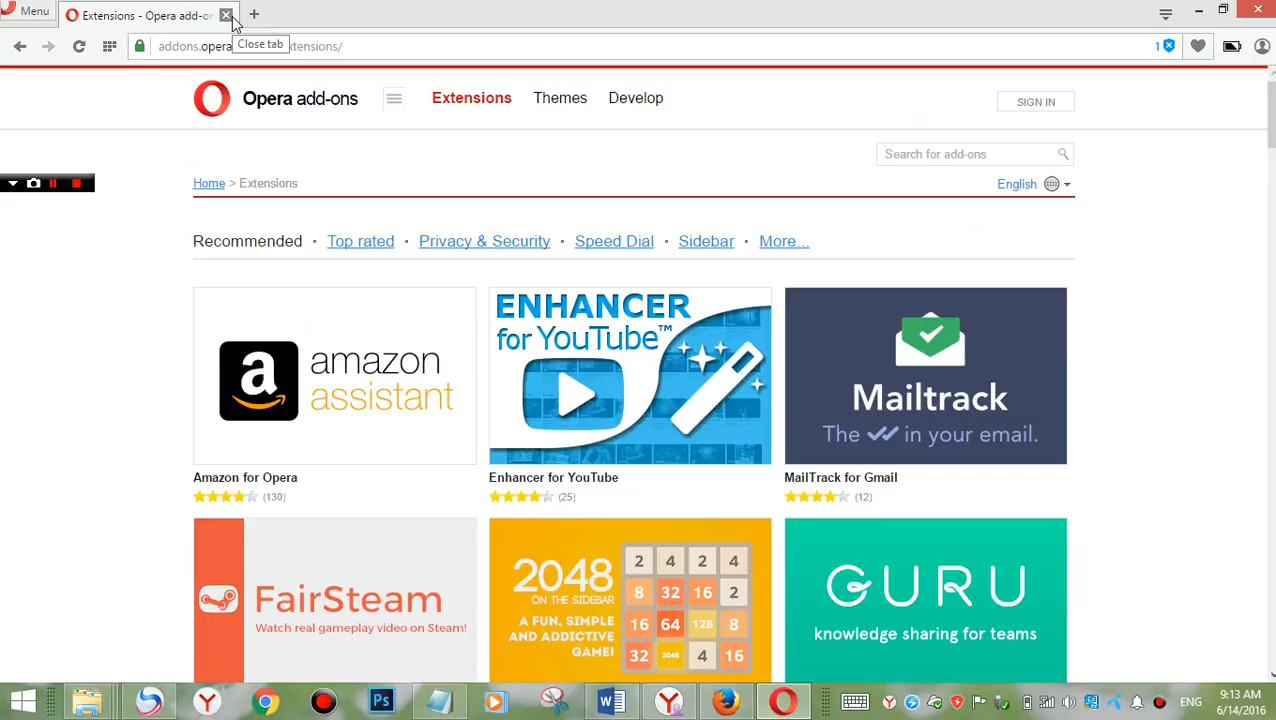 Menu
Extensions - Opera add-on
Close tab
addons.opera
xtensions/
1
Opera add-ons
Extensions
Themes
Develop
SIGN IN
Search for add-ons
Home > Extensions
English
Recommended · Top rated · Privacy & Security · Speed Dial · Sidebar · More...
a
amazon
assistant
ENHANCER
for YouTube™
Mailtrack
The in your email.
Amazon for Opera
(130)
Enhancer for YouTube
(25)
MailTrack for Gmail
(12)
FairSteam
Watch real gameplay video on Steam!
2048
ON THE SIDEBAR
A FUN, SIMPLE
AND ADDICTIVE
GAME!
2 4 2 4
8 32 16 2
16 64 128 8
32 2048 4 16
GURU
knowledge sharing for teams
Ps
ENG
9:13 AM
6/14/2016